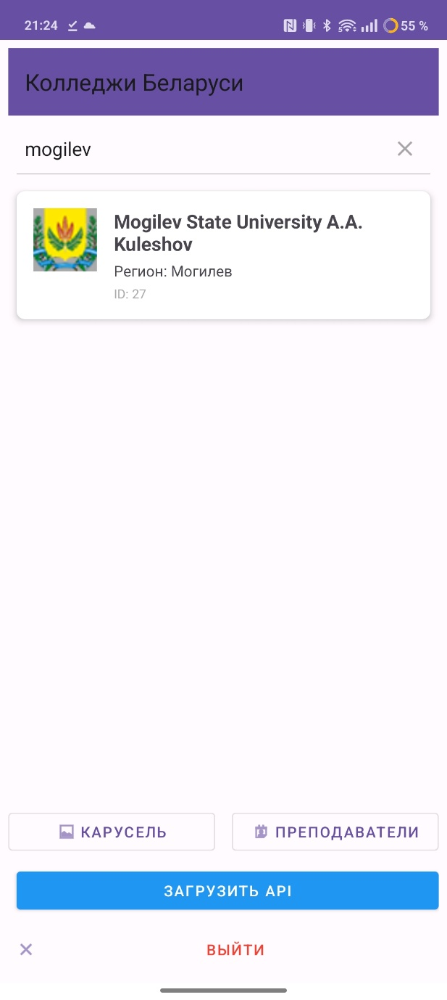 21:24
55 %
Колледжи Беларуси
mogilev
Mogilev State University A.A.
Kuleshov
Регион: Могилев
ID: 27
КАРУСЕЛЬ
ПРЕПОДАВАТЕЛИ
ЗАГРУЗИТЬ API
ВЫЙТИ